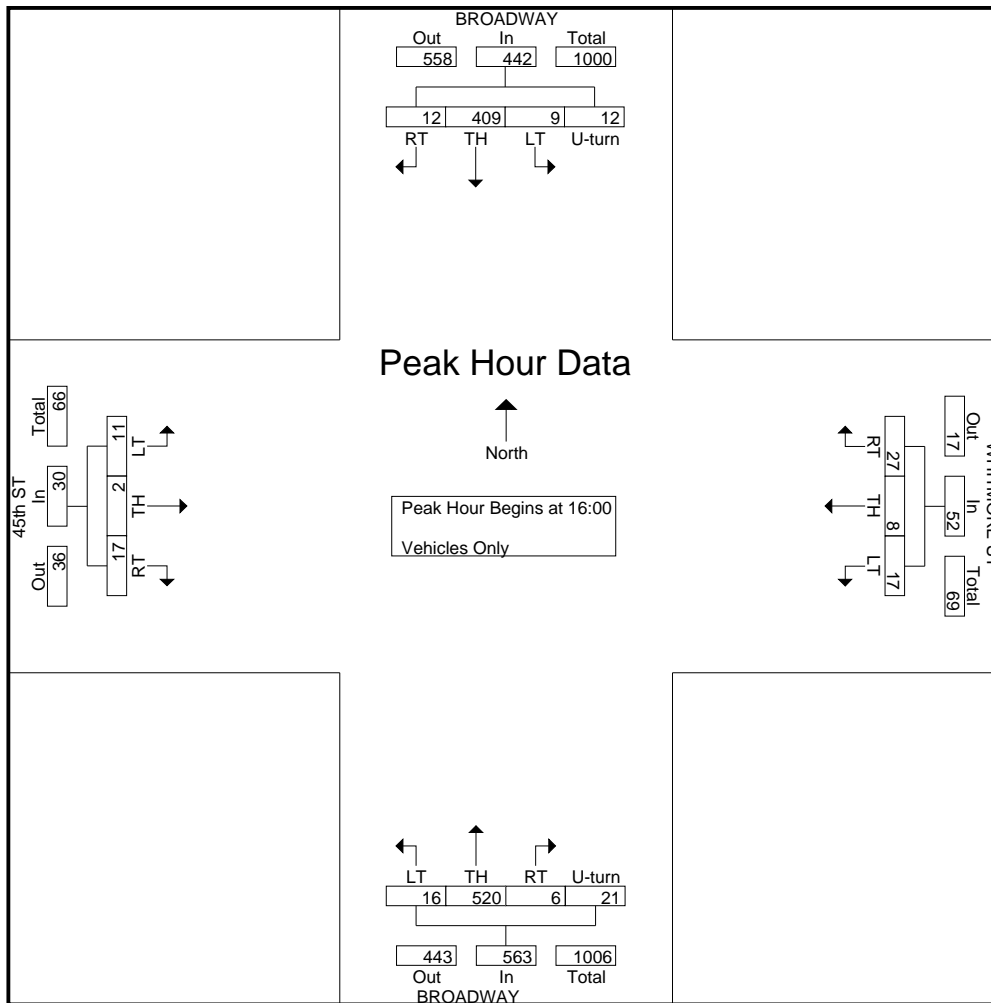 BROADWAY
Out In Total
558 442 1000
12 409 9 12
RT TH LT U-turn
Peak Hour Data
North
Peak Hour Begins at 16:00
Vehicles Only
45th ST
Total In Out
66 30 36
11 2 17
LT TH RT
RT TH LT
27 8 17
Out In Total
17 52 69
LT TH RT U-turn
16 520 6 21
443 563 1006
Out In Total
BROADWAY